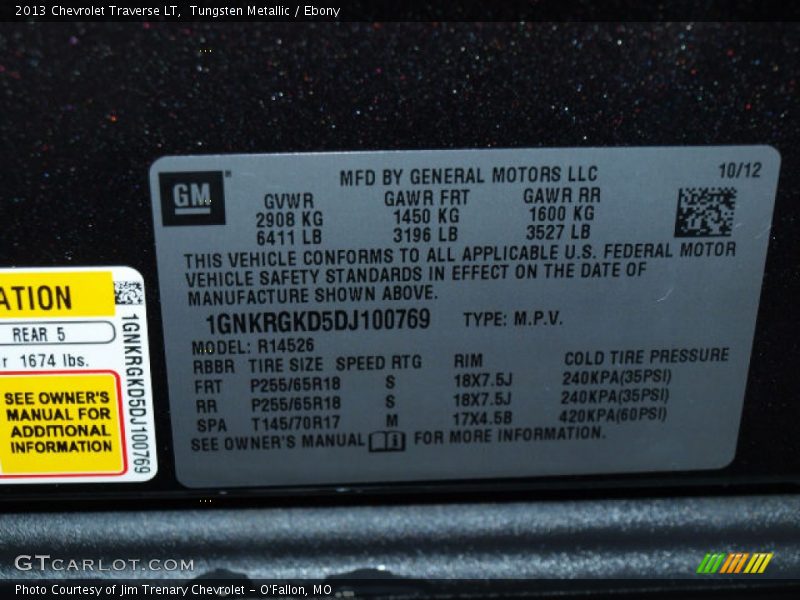 2013 Chevrolet Traverse LT, Tungsten Metallic / Ebony
GM
MFD BY GENERAL MOTORS LLC
10/12
GVWR GAWR FRT GAWR RR
2908 KG 1450 KG 1600 KG
6411 LB 3196 LB 3527 LB
THIS VEHICLE CONFORMS TO ALL APPLICABLE U.S. FEDERAL MOTOR
VEHICLE SAFETY STANDARDS IN EFFECT ON THE DATE OF
MANUFACTURE SHOWN ABOVE.
1GNKRGKD5DJ100769 TYPE: M.P.V.
MODEL: R14526
RBBR TIRE SIZE SPEED RTG RIM COLD TIRE PRESSURE
FRT P255/65R18 S 18X7.5J 240KPA(35PSI)
RR P255/65R18 S 18X7.5J 240KPA(35PSI)
SPA T145/70R17 M 17X4.5B 420KPA(60PSI)
SEE OWNER'S MANUAL FOR MORE INFORMATION.
ATION
REAR 5
r 1674 lbs.
SEE OWNER'S
MANUAL FOR
ADDITIONAL
INFORMATION
1GNKRGKD5DJ100769
GTCARLOT.COM
Photo Courtesy of Jim Trenary Chevrolet - O'Fallon, MO